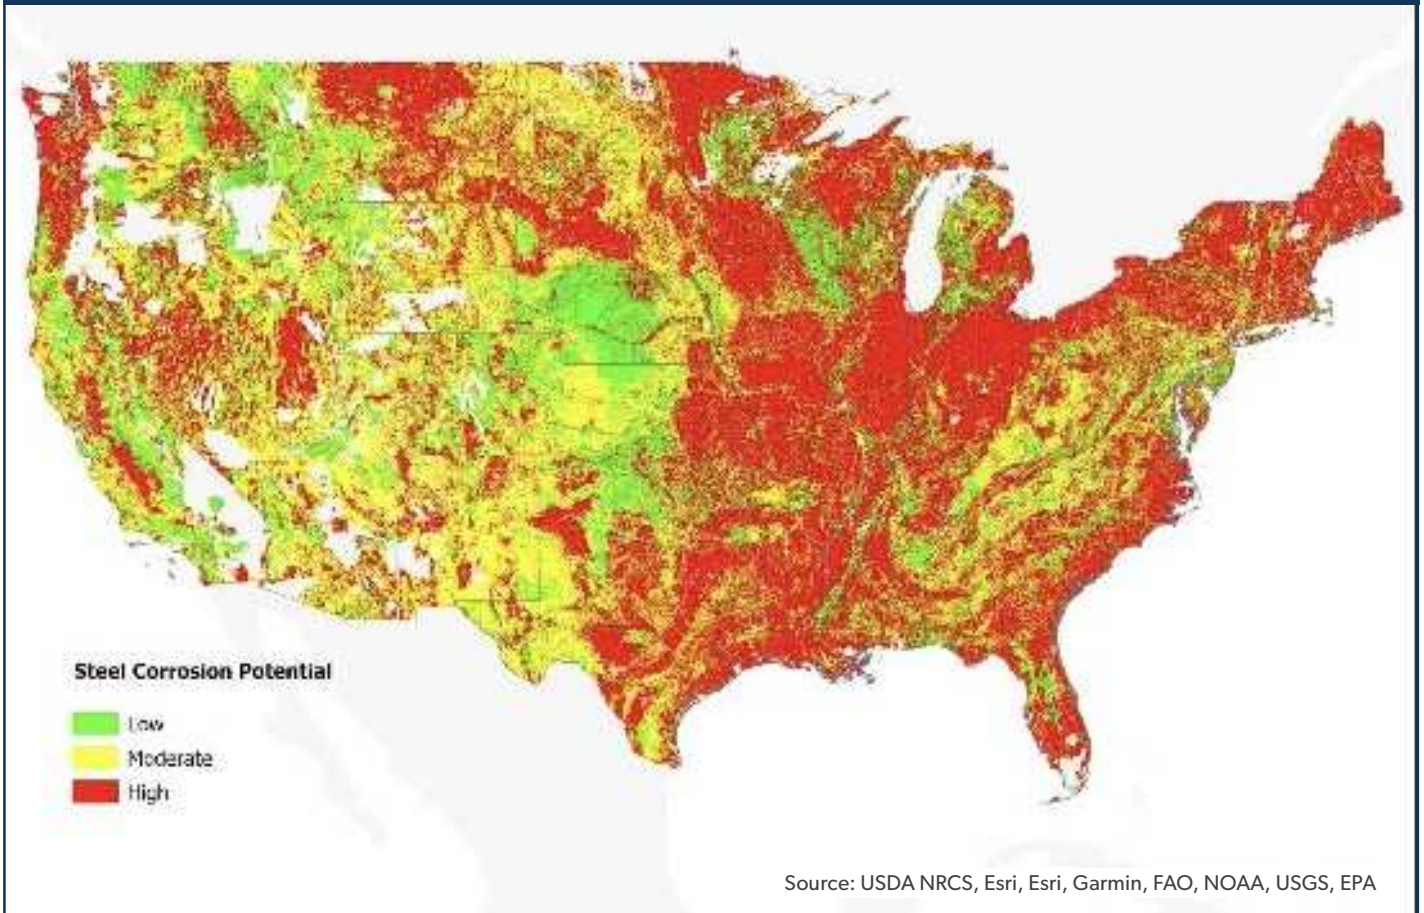 Steel Corrosion Potential
Low
Moderate
High
Source: USDA NRCS, Esri, Esri, Garmin, FAO, NOAA, USGS, EPA